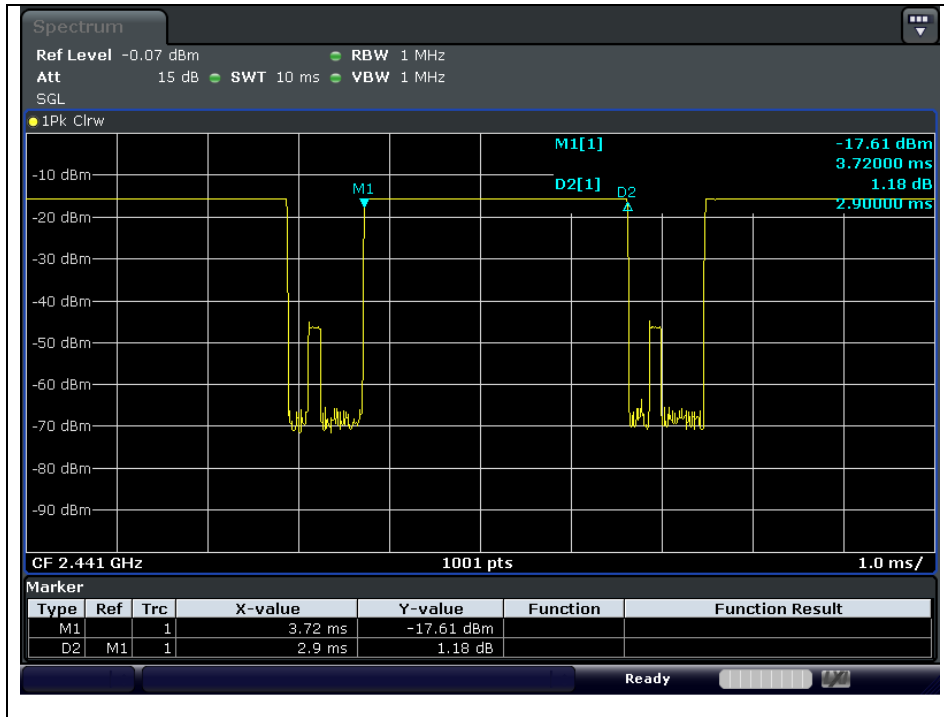 Spectrum
Ref Level -0.07 dBm RBW 1 MHz
Att 15 dB SWT 10 ms VBW 1 MHz
SGL
1Pk Clrw
M1[1] -17.61 dBm
3.72000 ms
D2[1] 1.18 dB
2.90000 ms
M1
D2
-10 dBm
-20 dBm
-30 dBm
-40 dBm
-50 dBm
-60 dBm
-70 dBm
-80 dBm
-90 dBm
CF 2.441 GHz 1001 pts 1.0 ms/
Marker
Type Ref Trc X-value Y-value Function Function Result
M1 1 3.72 ms -17.61 dBm
D2 M1 1 2.9 ms 1.18 dB
Ready